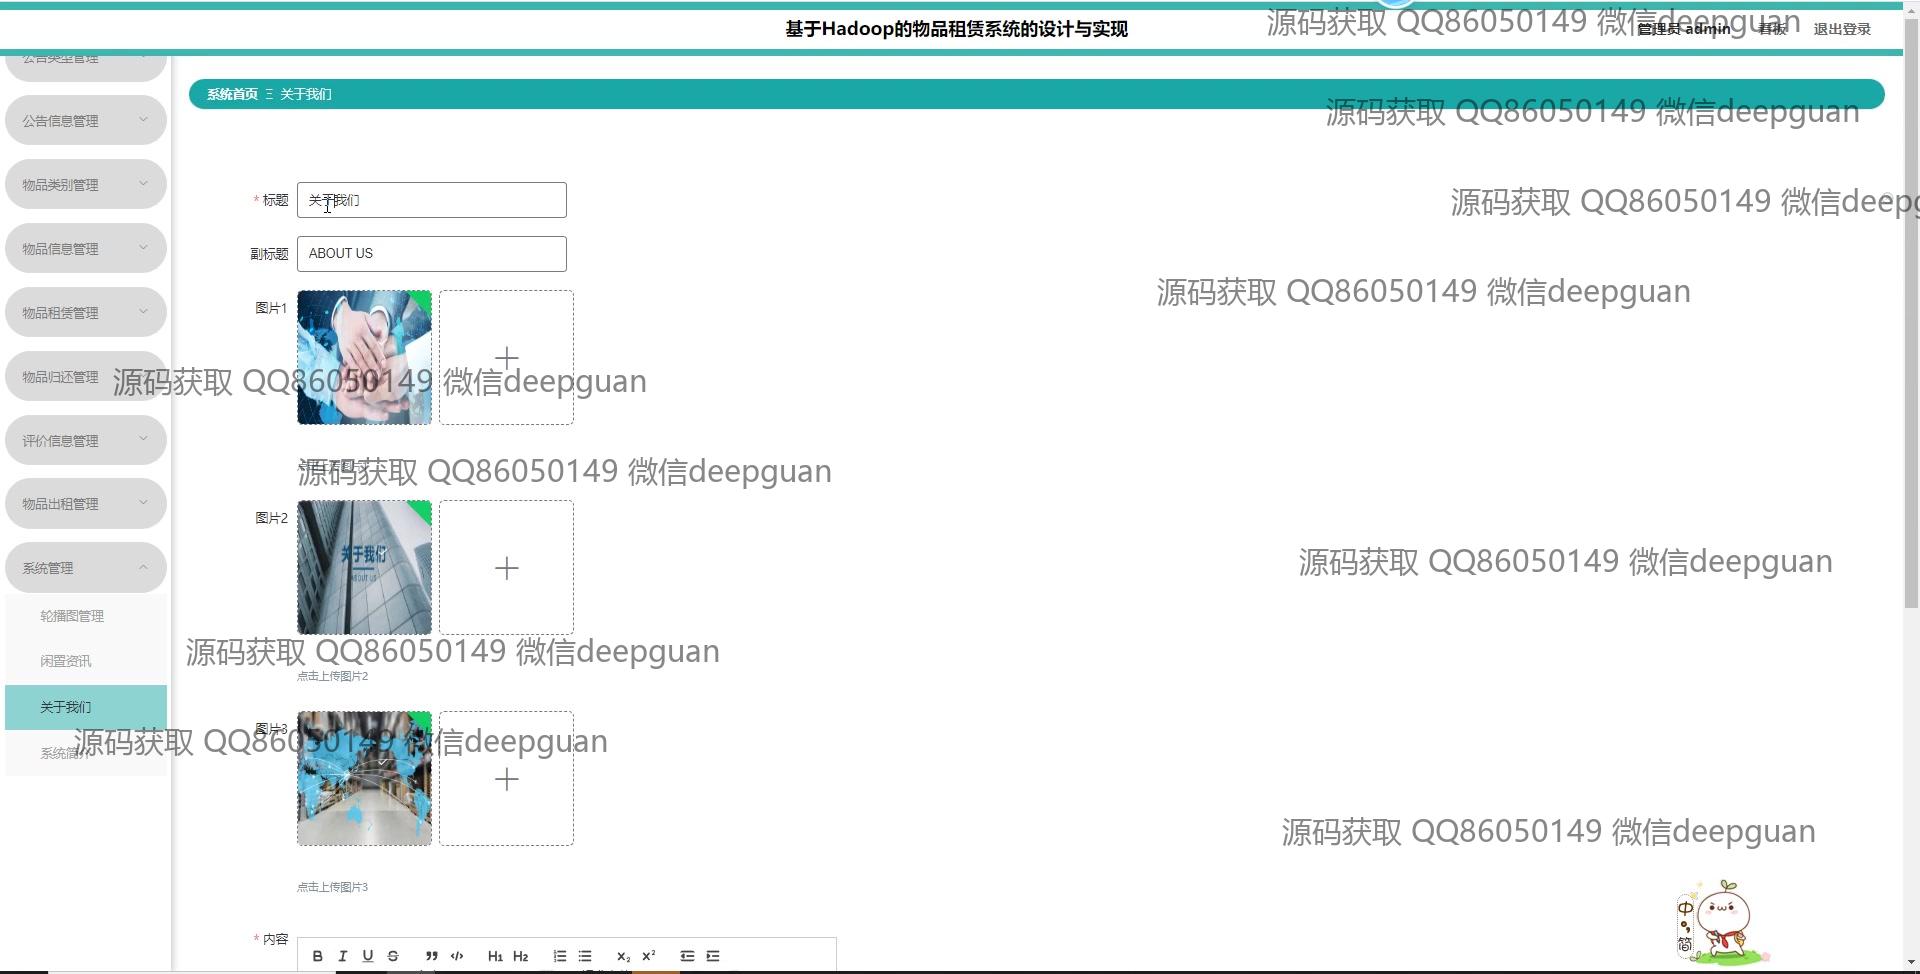 基于Hadoop的物品租赁系统的设计与实现
源码获取 QQ86050149 微信deepguan
管理员 admin
看板
退出登录
公告类型管理
系统首页 Ξ 关于我们
源码获取 QQ86050149 微信deepguan
公告信息管理
物品类别管理
* 标题 关于我们
源码获取 QQ86050149 微信deepg
物品信息管理
副标题 ABOUT US
源码获取 QQ86050149 微信deepguan
图片1
物品租赁管理
物品归还管理
源码获取 QQ86050149 微信deepguan
评价信息管理
源码获取 QQ86050149 微信deepguan
物品出租管理
图片2
关于我们
ABOUT US
源码获取 QQ86050149 微信deepguan
系统管理
轮播图管理
闲置资讯
源码获取 QQ86050149 微信deepguan
点击上传图片2
关于我们
图片3
源码获取 QQ86050149 微信deepguan
源码获取 QQ86050149 微信deepguan
点击上传图片3
中
简
* 内容
B I U S ” </> H1 H2 x₂ x²